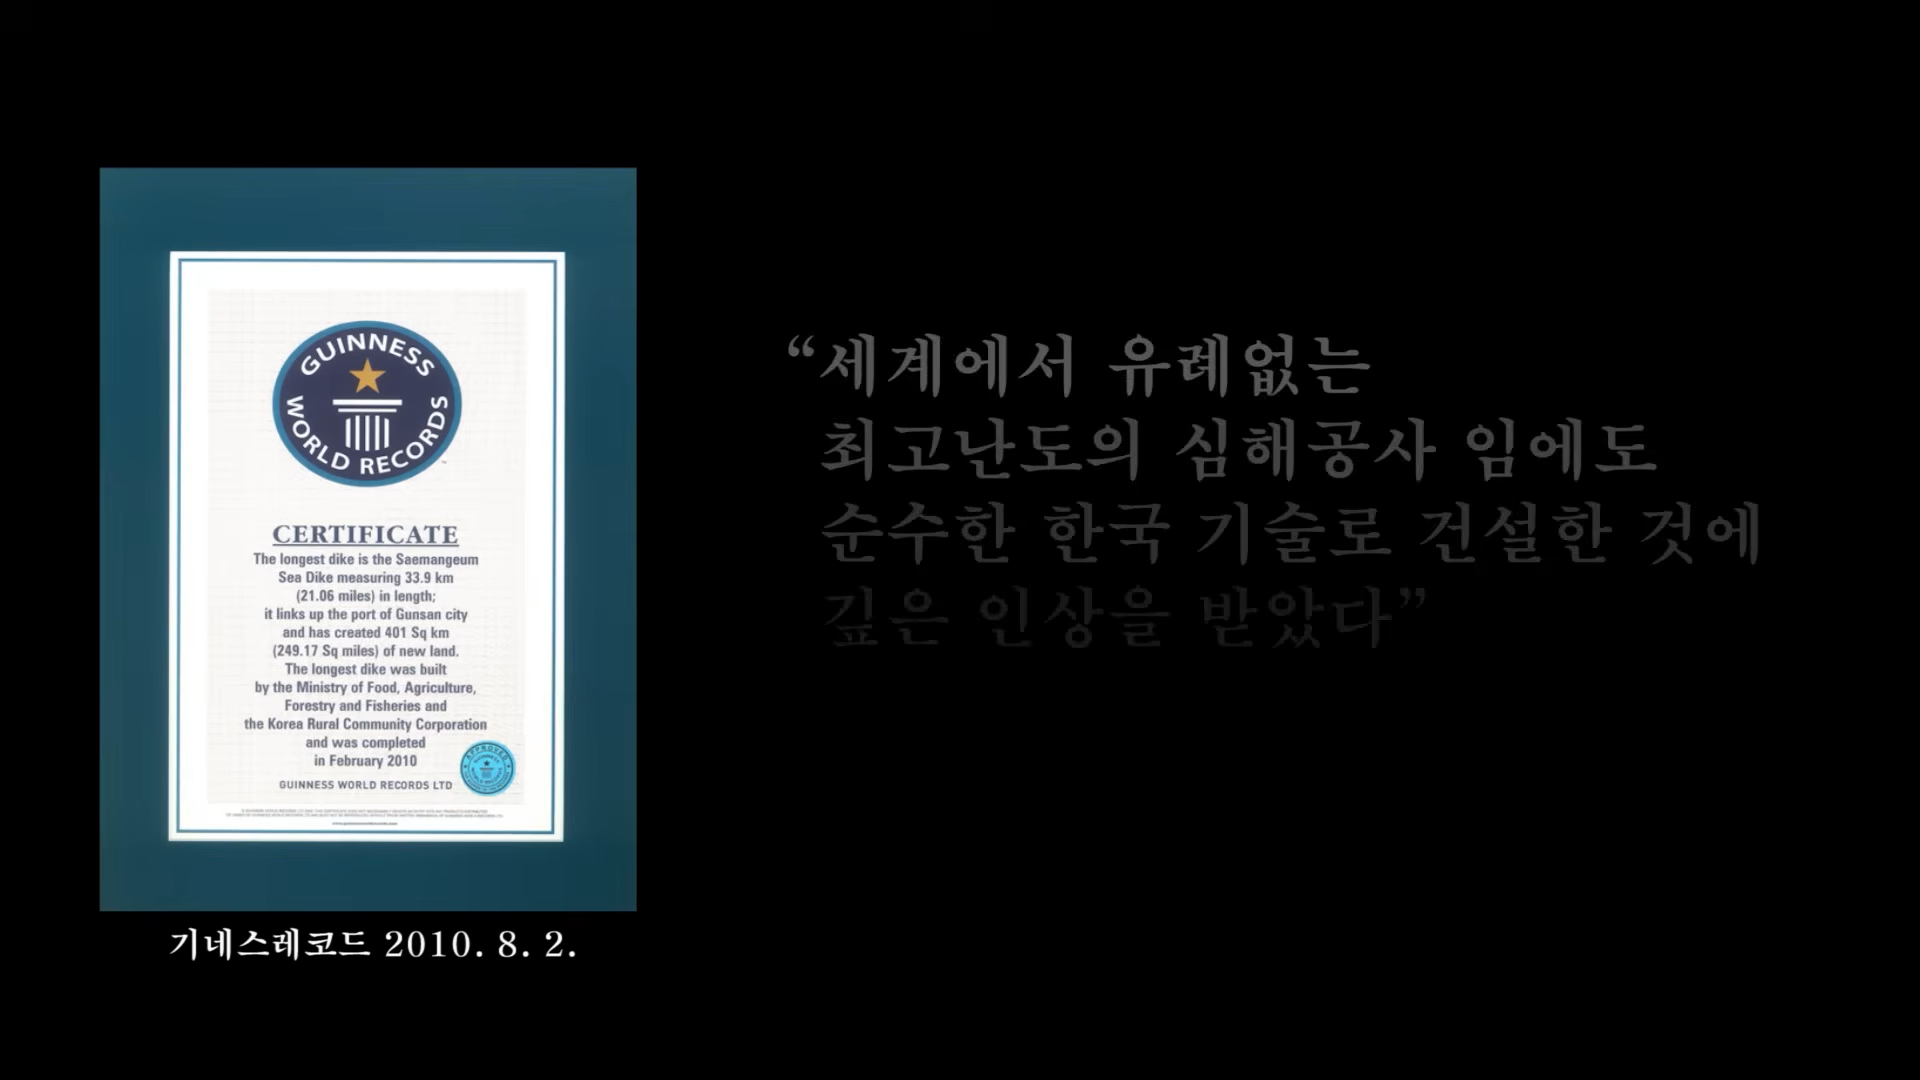 GUINNESS
WORLD RECORDS
CERTIFICATE
The longest dike is the Saemangeum
Sea Dike measuring 33.9 km
(21.06 miles) in length;
it links up the port of Gunsan city
and has created 401 Sq km
(249.17 Sq miles) of new land.
The longest dike was built
by the Ministry of Food, Agriculture,
Forestry and Fisheries and
the Korea Rural Community Corporation
and was completed
in February 2010
GUINNESS WORLD RECORDS LTD
APPROVED
기네스레코드 2010. 8. 2.
“세계에서 유례없는
최고난도의 심해공사 임에도
순수한 한국 기술로 건설한 것에
깊은 인상을 받았다”